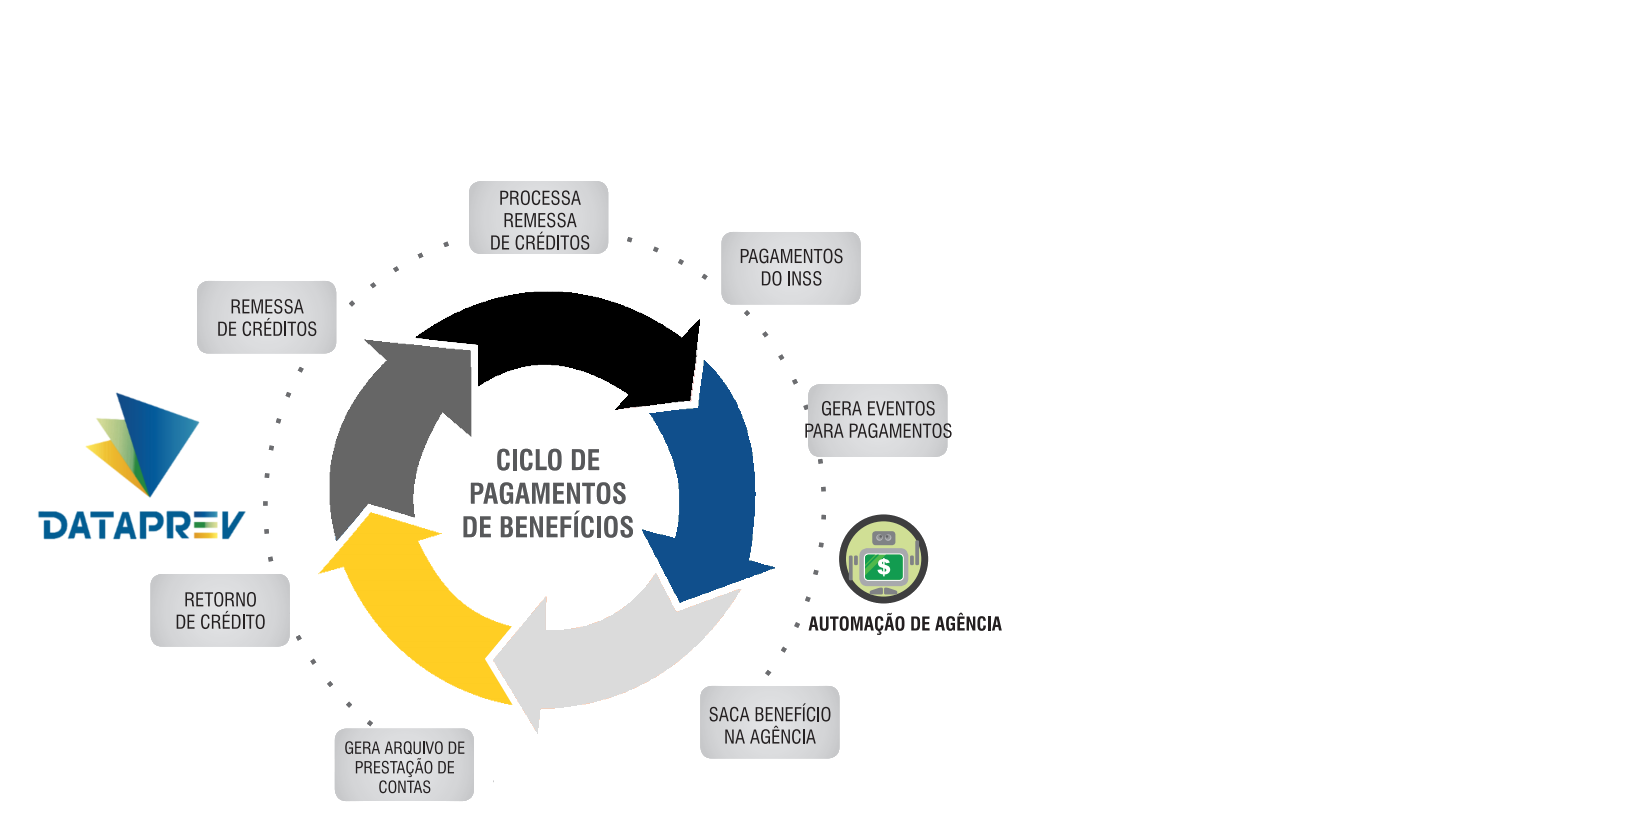 PROCESSA
REMESSA
DE CRÉDITOS
PAGAMENTOS
DO INSS
REMESSA
DE CRÉDITOS
GERA EVENTOS
PARA PAGAMENTOS
CICLO DE
PAGAMENTOS
DE BENEFÍCIOS
DATAPREV
$
AUTOMAÇÃO DE AGÊNCIA
RETORNO
DE CRÉDITO
SACA BENEFÍCIO
NA AGÊNCIA
GERA ARQUIVO DE
PRESTAÇÃO DE
CONTAS